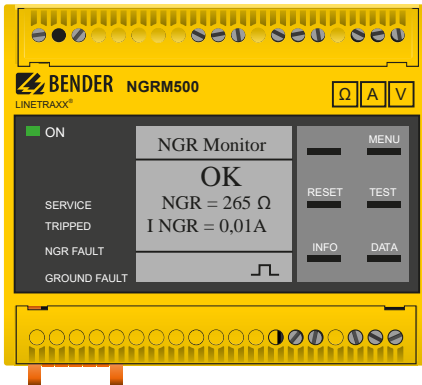 BENDER NGRM500
LINETRAXX®
Ω A V
ON
MENU
NGR Monitor
OK
RESET TEST
SERVICE
NGR = 265 Ω
TRIPPED
I NGR = 0,01A
NGR FAULT
INFO DATA
GROUND FAULT